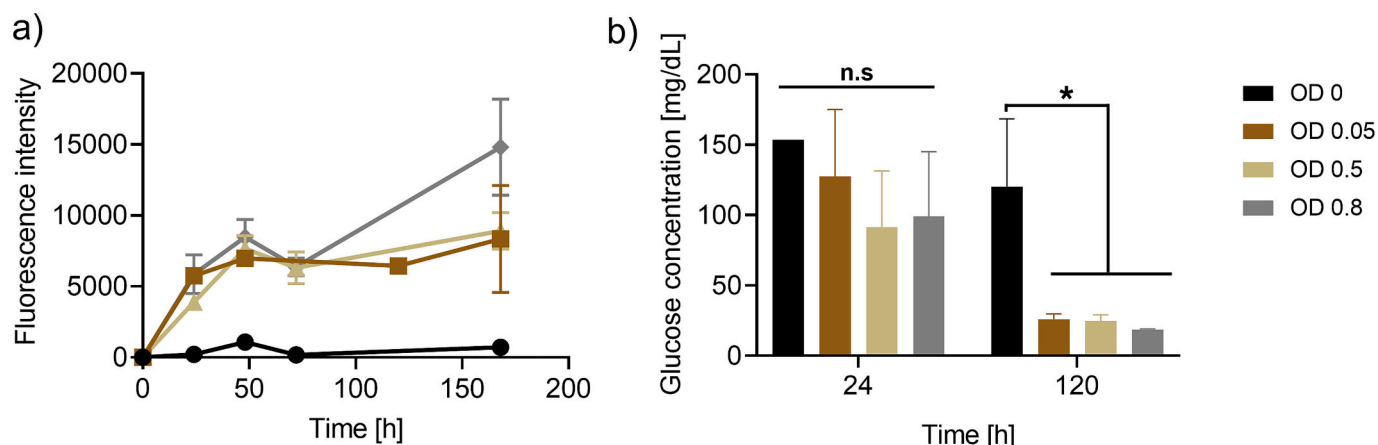 a)
Fluorescence intensity
20000
15000
10000
5000
0
0 50 100 150 200
Time [h]
b)
Glucose concentration [mg/dL]
200
150
100
50
0
n.s
*
24 120
Time [h]
OD 0
OD 0.05
OD 0.5
OD 0.8